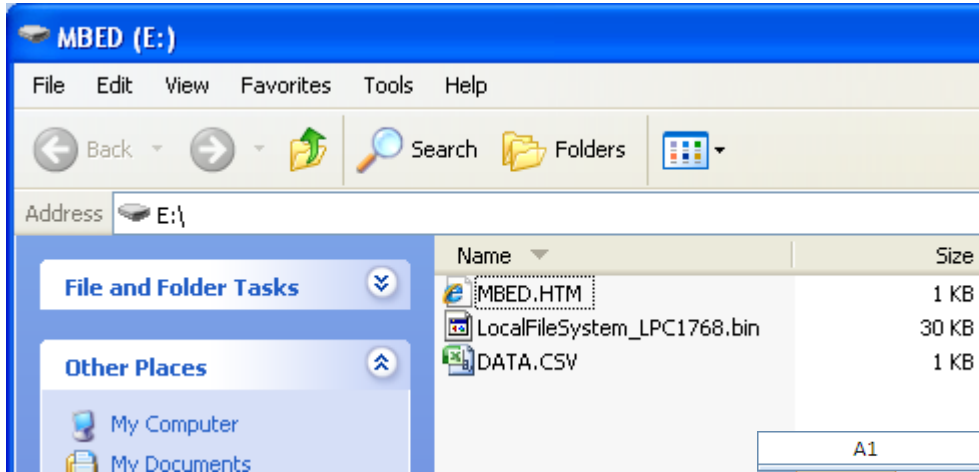 MBED (E:)
File Edit View Favorites Tools Help
Back Search Folders
Address E:\
Name Size
File and Folder Tasks
MBED.HTM 1 KB
LocalFileSystem_LPC1768.bin 30 KB
DATA.CSV 1 KB
Other Places
My Computer
My Documents
A1